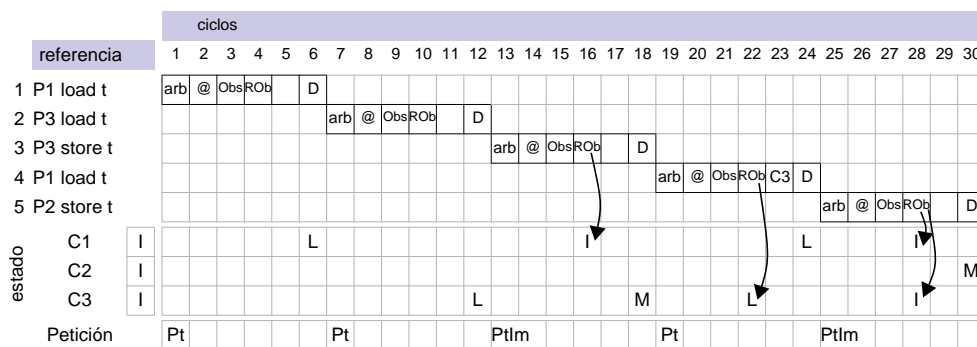 ciclos
referencia 1 2 3 4 5 6 7 8 9 10 11 12 13 14 15 16 17 18 19 20 21 22 23 24 25 26 27 28 29 30
1 P1 load t arb @ Obs ROb D
2 P3 load t arb @ Obs ROb D
3 P3 store t arb @ Obs ROb D
4 P1 load t arb @ Obs ROb C3 D
5 P2 store t arb @ Obs ROb D
estado
C1 I L I L I
C2 I M
C3 I L M L I
Petición Pt Pt PtIm Pt PtIm